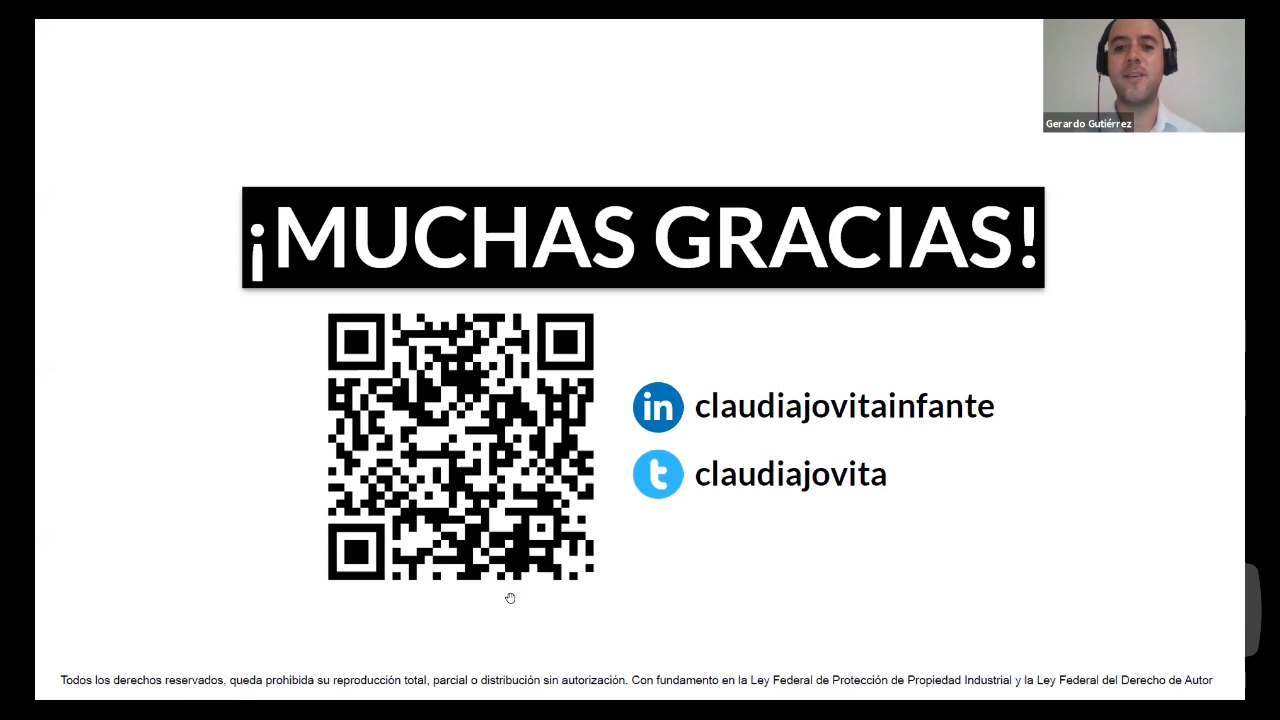 Gerardo Gutiérrez
¡MUCHAS GRACIAS!
in claudiajovitainfante
t claudiajovita
Todos los derechos reservados, queda prohibida su reproducción total, parcial o distribución sin autorización. Con fundamento en la Ley Federal de Protección de Propiedad Industrial y la Ley Federal del Derecho de Autor